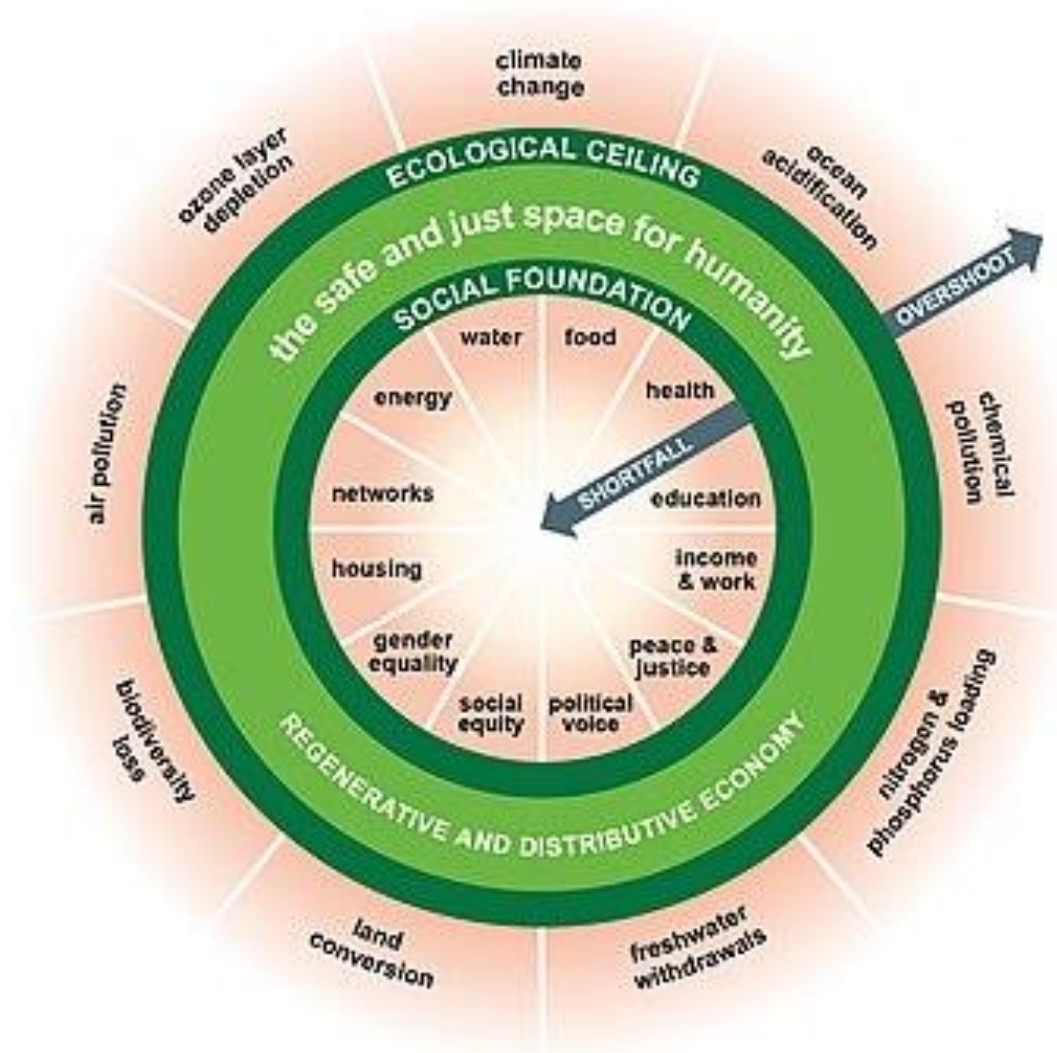 climate
change
ocean
acidification
OVERSHOOT
chemical
pollution
nitrogen &
phosphorus loading
freshwater
withdrawals
land
conversion
biodiversity
loss
air pollution
ozone layer
depletion
ECOLOGICAL CEILING
the safe and just space for humanity
SOCIAL FOUNDATION
water
food
health
SHORTFALL
education
income
& work
peace &
justice
political
voice
social
equity
gender
equality
housing
networks
energy
REGENERATIVE AND DISTRIBUTIVE ECONOMY